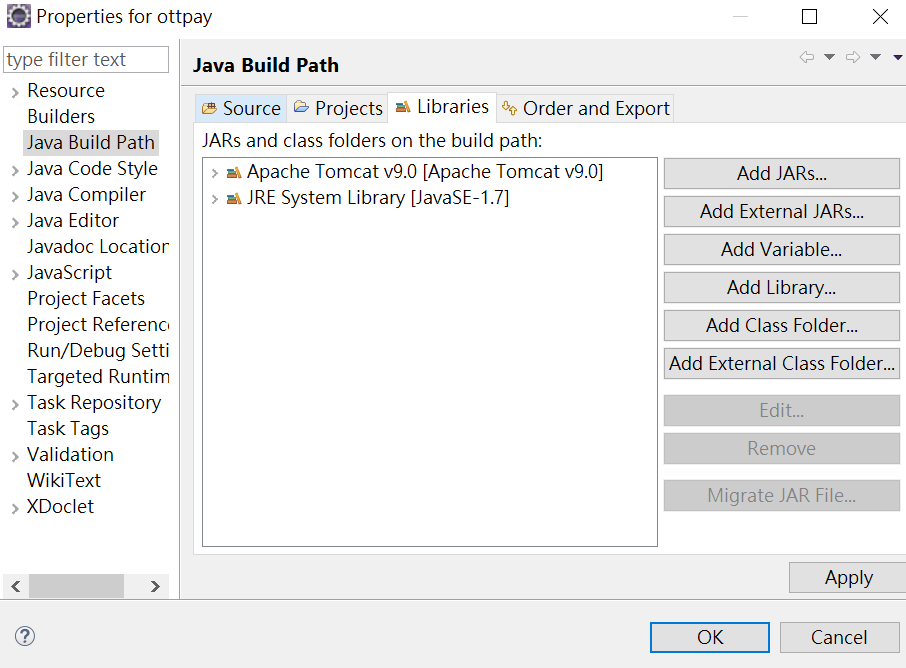 Properties for ottpay
type filter text
Resource
Builders
Java Build Path
Java Code Style
Java Compiler
Java Editor
Javadoc Location
JavaScript
Project Facets
Project Referenc
Run/Debug Setti
Targeted Runtim
Task Repository
Task Tags
Validation
WikiText
XDoclet
Java Build Path
Source Projects Libraries Order and Export
JARs and class folders on the build path:
Apache Tomcat v9.0 [Apache Tomcat v9.0]
JRE System Library [JavaSE-1.7]
Add JARs...
Add External JARs...
Add Variable...
Add Library...
Add Class Folder...
Add External Class Folder...
Edit...
Remove
Migrate JAR File...
Apply
?
OK Cancel